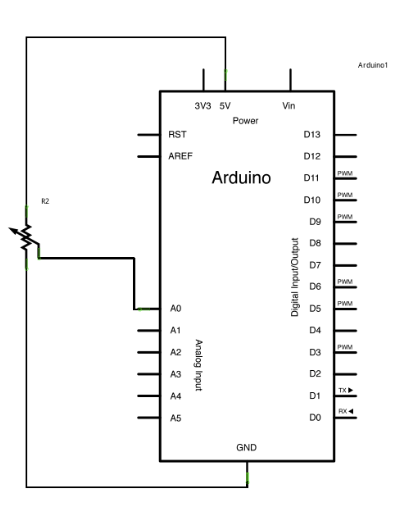 Arduino1
3V3 5V Vin
Power
RST
AREF
Arduino
D13
D12
D11
PWM
D10
PWM
D9
PWM
D8
D7
D6
PWM
D5
PWM
D4
D3
PWM
D2
D1
TX ▶
D0
RX ◀
Digital Input/Output
R2
A0
A1
A2
A3
A4
A5
Analog Input
GND